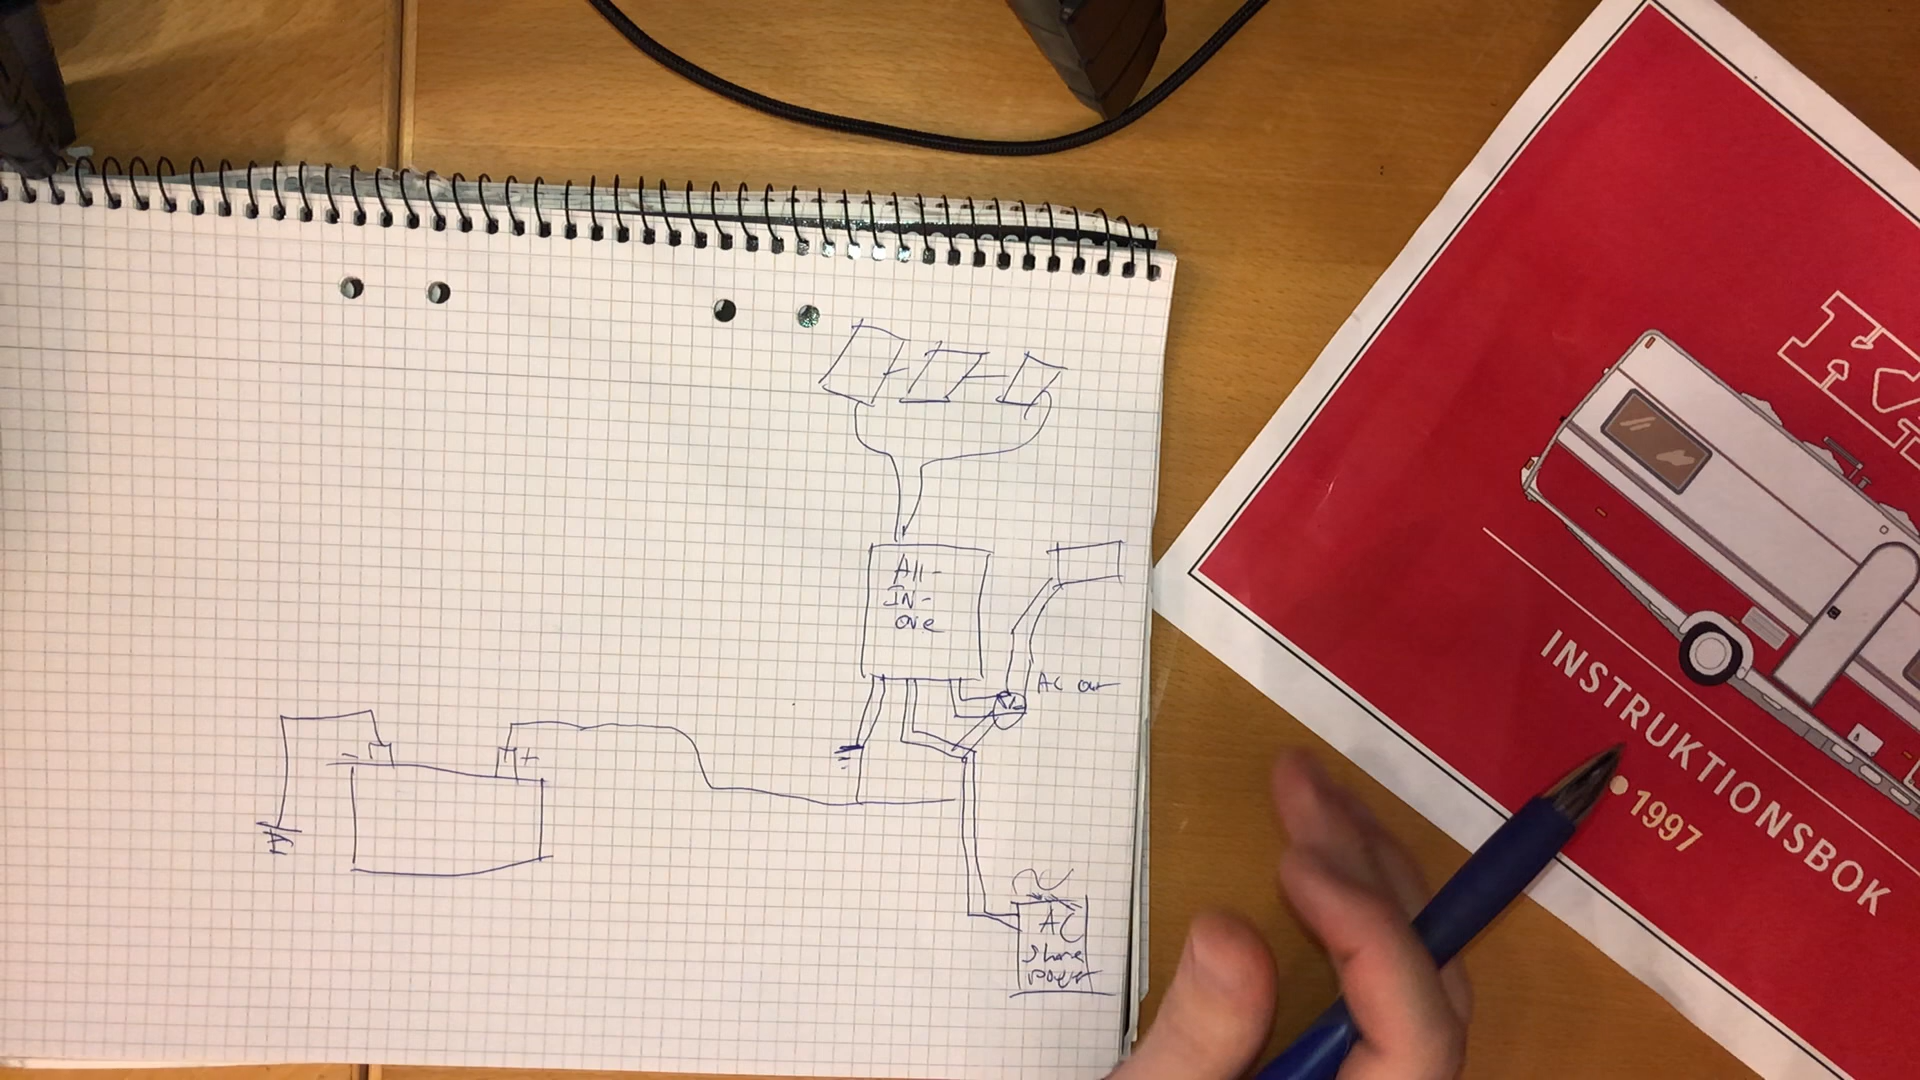 All-
IN-
one
AC out
-
+
AC
Shore
power
INSTRUKTIONSBOK
• 1997